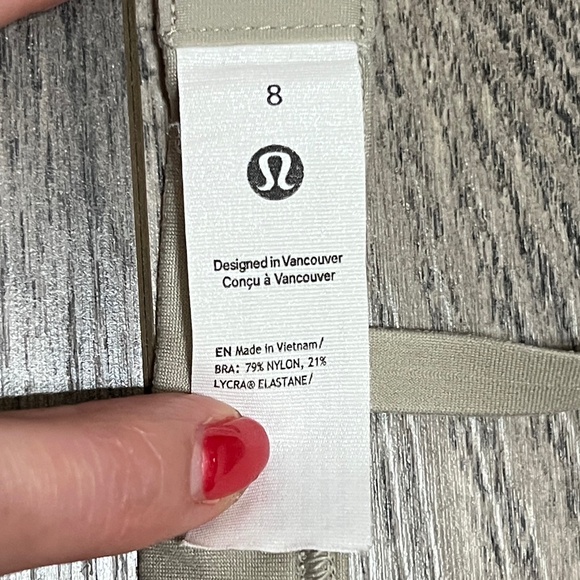 8
Designed in Vancouver
Conçu à Vancouver
EN Made in Vietnam/
BRA: 79% NYLON, 21%
LYCRA® ELASTANE/